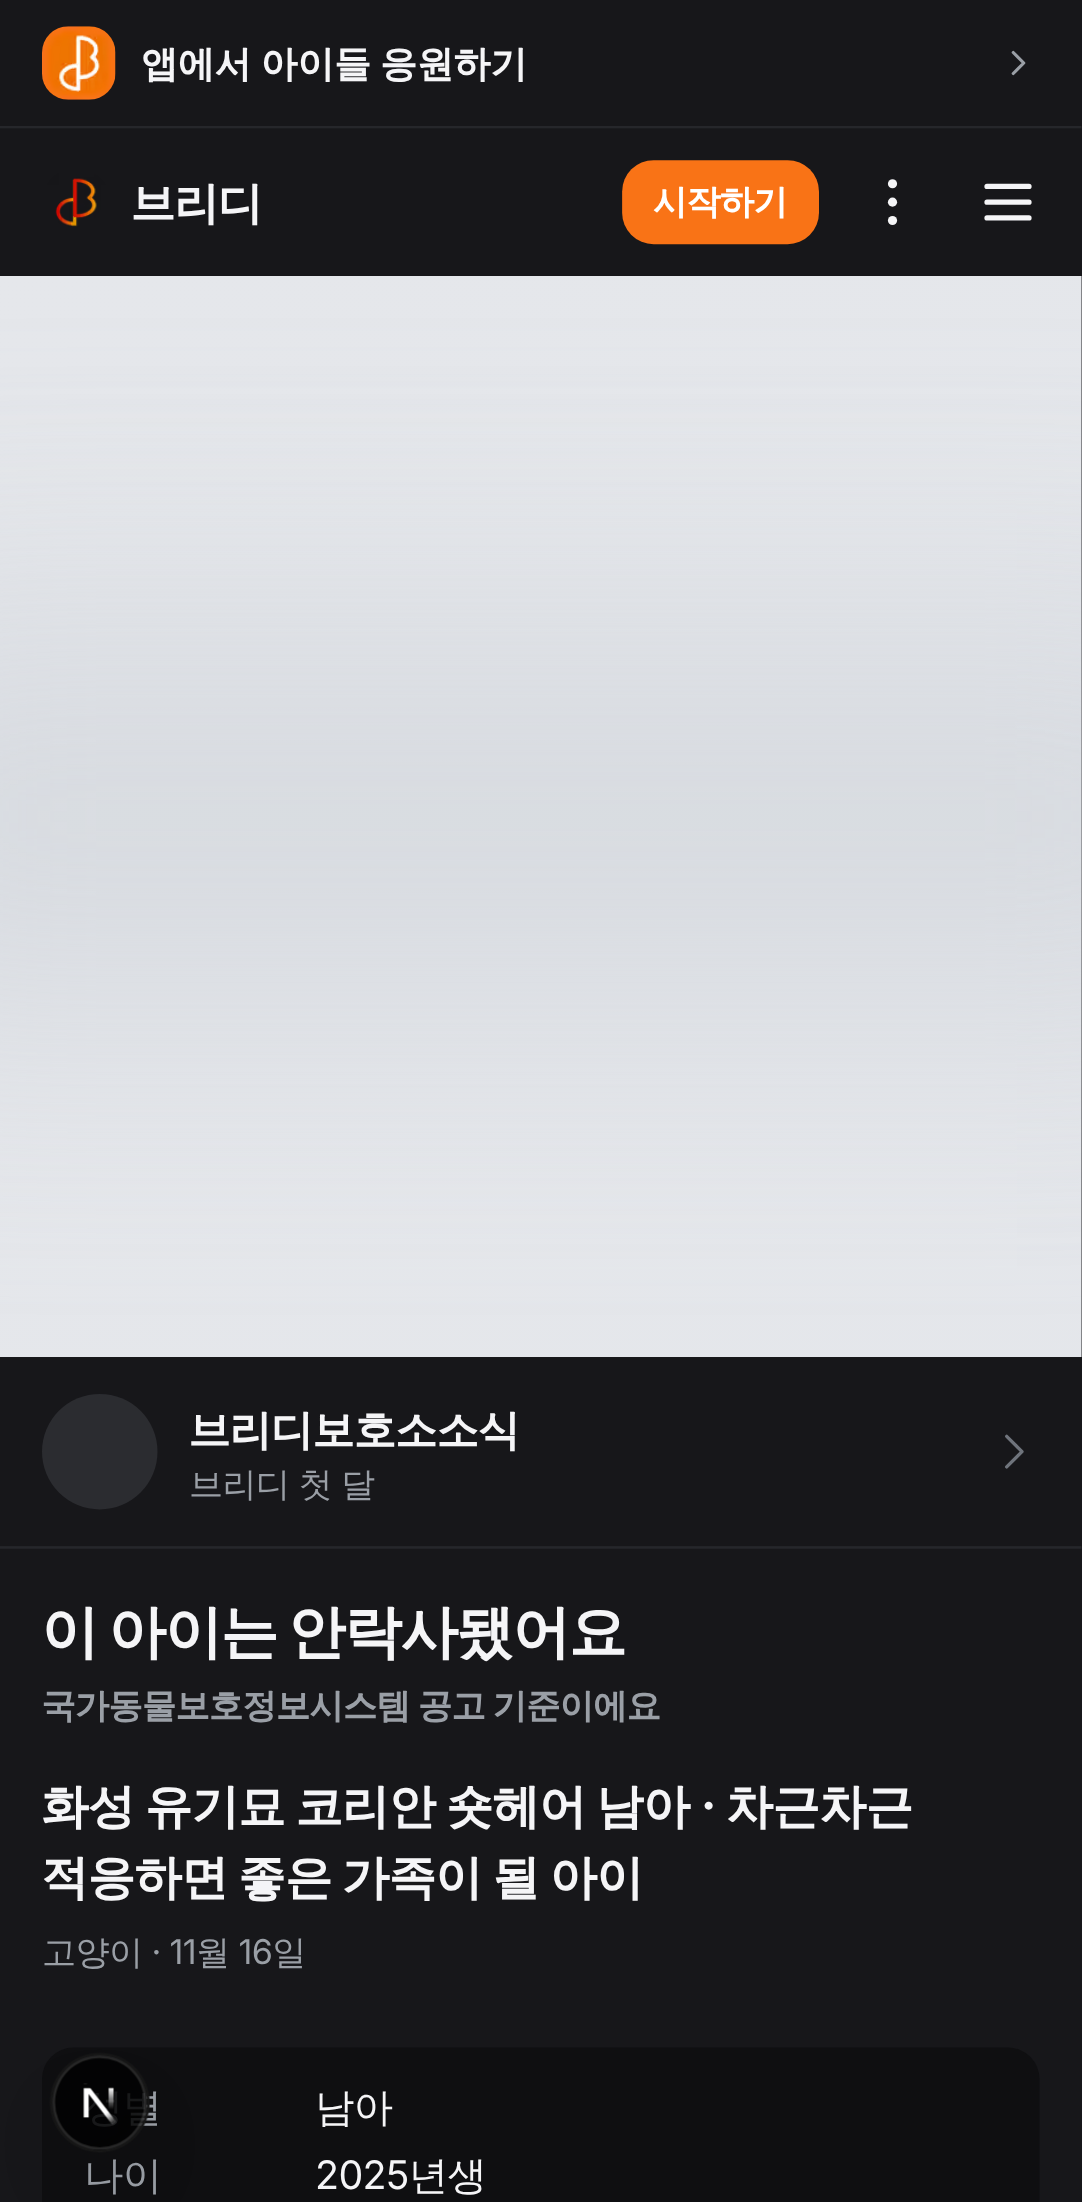 앱에서 아이들 응원하기
브리디
시작하기
브리디보호소소식
브리디 첫 달
이 아이는 안락사됐어요
국가동물보호정보시스템 공고 기준이에요
화성 유기묘 코리안 숏헤어 남아 · 차근차근
적응하면 좋은 가족이 될 아이
고양이 · 11월 16일
N
남아
나이 2025년생